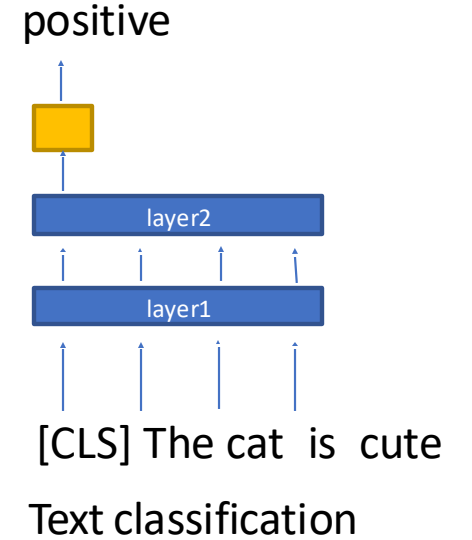 positive
layer2
layer1
[CLS] The cat is cute
Text classification